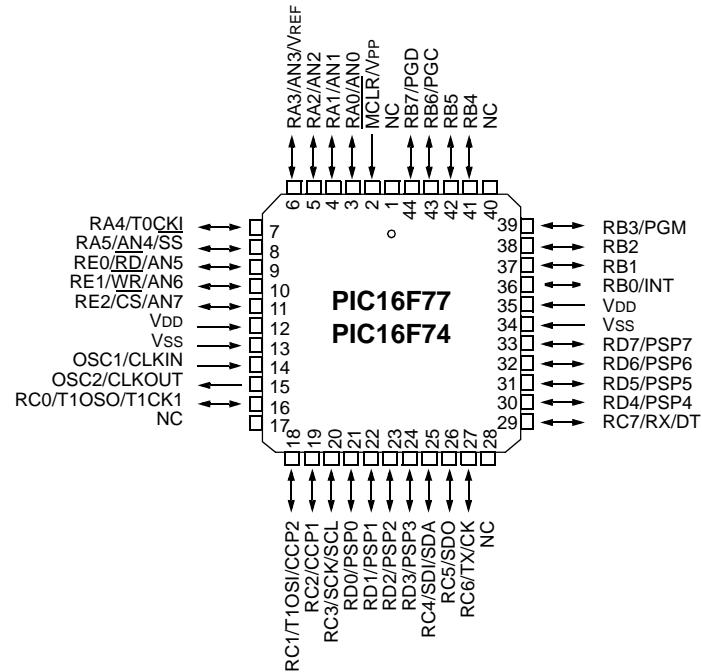 RA3/AN3/VREF
RA2/AN2
RA1/AN1
RA0/AN0
MCLR/VPP
NC
RB7/PGD
RB6/PGC
RB5
RB4
NC
6
5
4
3
2
1
44
43
42
41
40
RA4/T0CKI
RA5/AN4/SS
RE0/RD/AN5
RE1/WR/AN6
RE2/CS/AN7
VDD
VSS
OSC1/CLKIN
OSC2/CLKOUT
RC0/T1OSO/T1CK1
NC
7
8
9
10
11
12
13
14
15
16
17
PIC16F77
PIC16F74
39
38
37
36
35
34
33
32
31
30
29
RB3/PGM
RB2
RB1
RB0/INT
VDD
VSS
RD7/PSP7
RD6/PSP6
RD5/PSP5
RD4/PSP4
RC7/RX/DT
18
19
20
21
22
23
24
25
26
27
28
RC1/T1OSI/CCP2
RC2/CCP1
RC3/SCK/SCL
RD0/PSP0
RD1/PSP1
RD2/PSP2
RD3/PSP3
RC4/SDI/SDA
RC5/SDO
RC6/TX/CK
NC